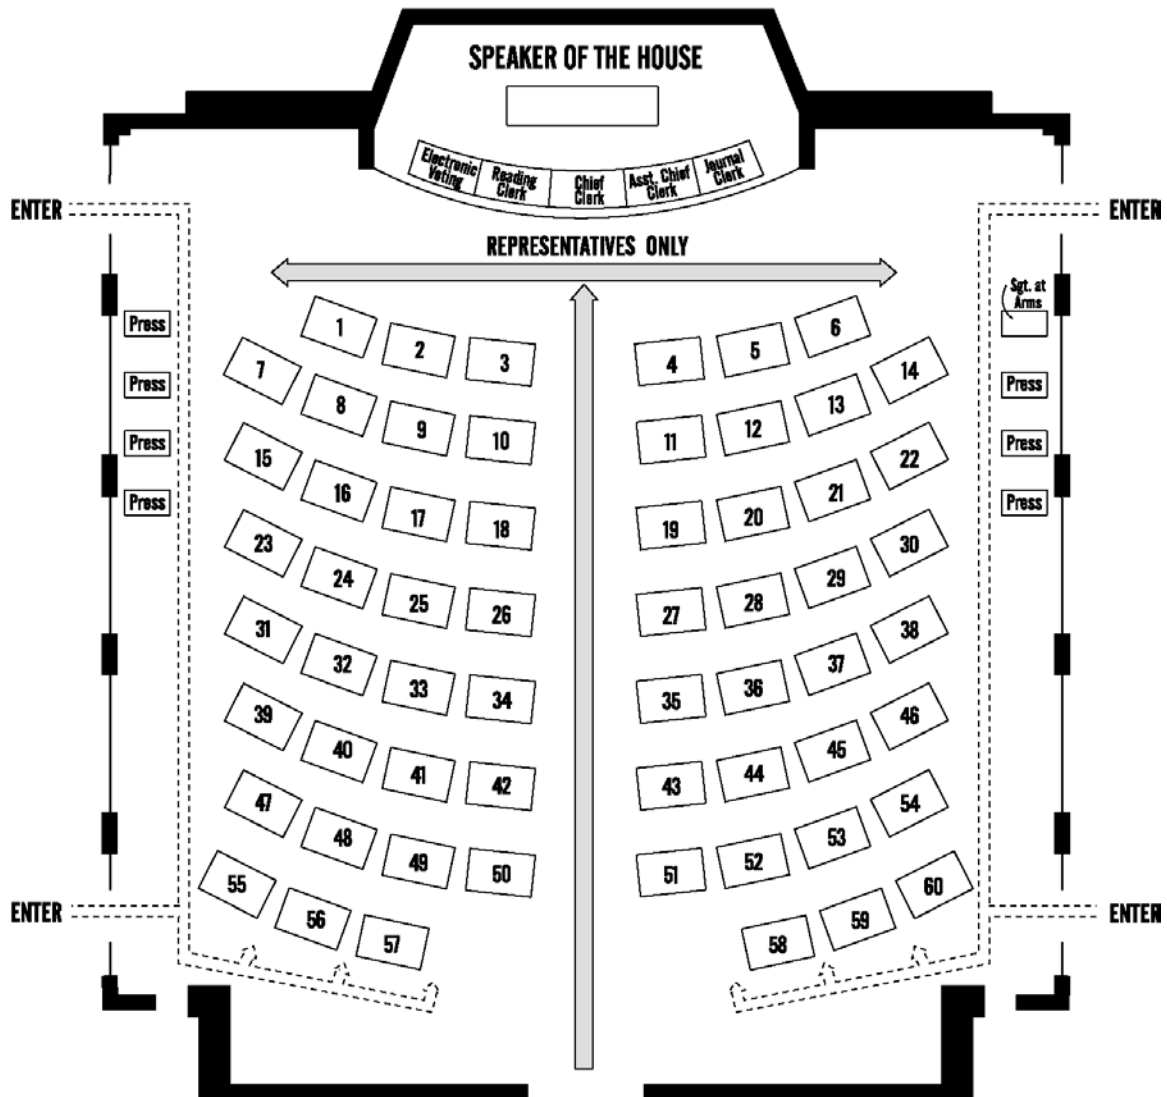 SPEAKER OF THE HOUSE
Electronic
Voting
Reading
Clerk
Chief
Clerk
Asst. Chief
Clerk
Journal
Clerk
ENTER
ENTER
REPRESENTATIVES ONLY
Sgt. at
Arms
Press
Press
Press
Press
Press
Press
Press
1 2 3 4 5 6
7 8 9 10 11 12 13 14
15 16 17 18 19 20 21 22
23 24 25 26 27 28 29 30
31 32 33 34 35 36 37 38
39 40 41 42 43 44 45 46
47 48 49 50 51 52 53 54
55 56 57 58 59 60
ENTER
ENTER